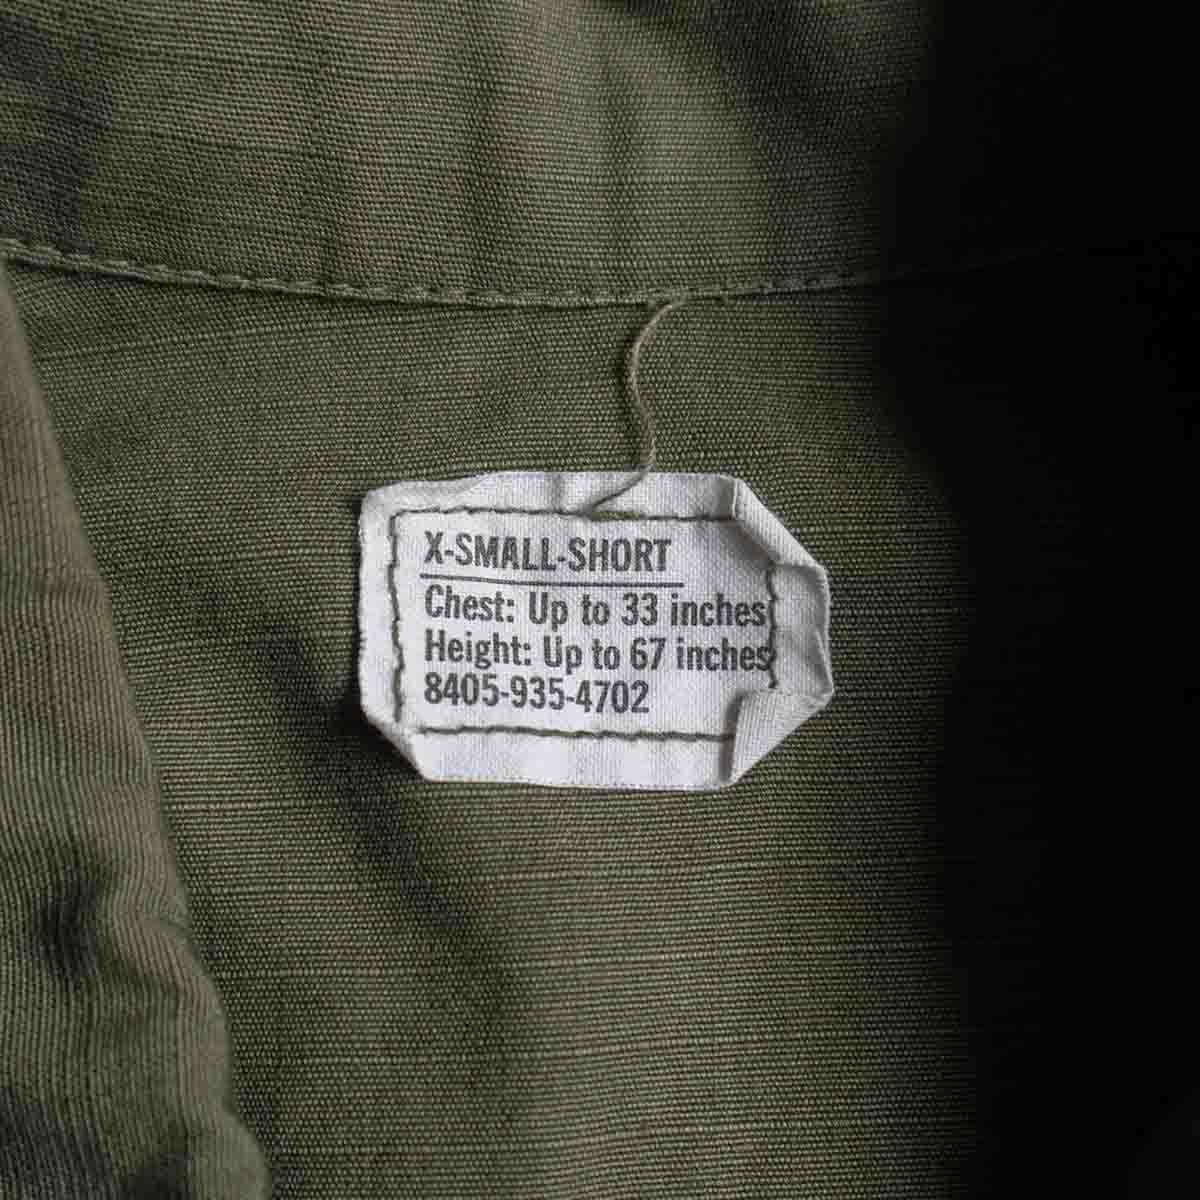 X-SMALL-SHORT
Chest: Up to 33 inches
Height: Up to 67 inches
8405-935-4702